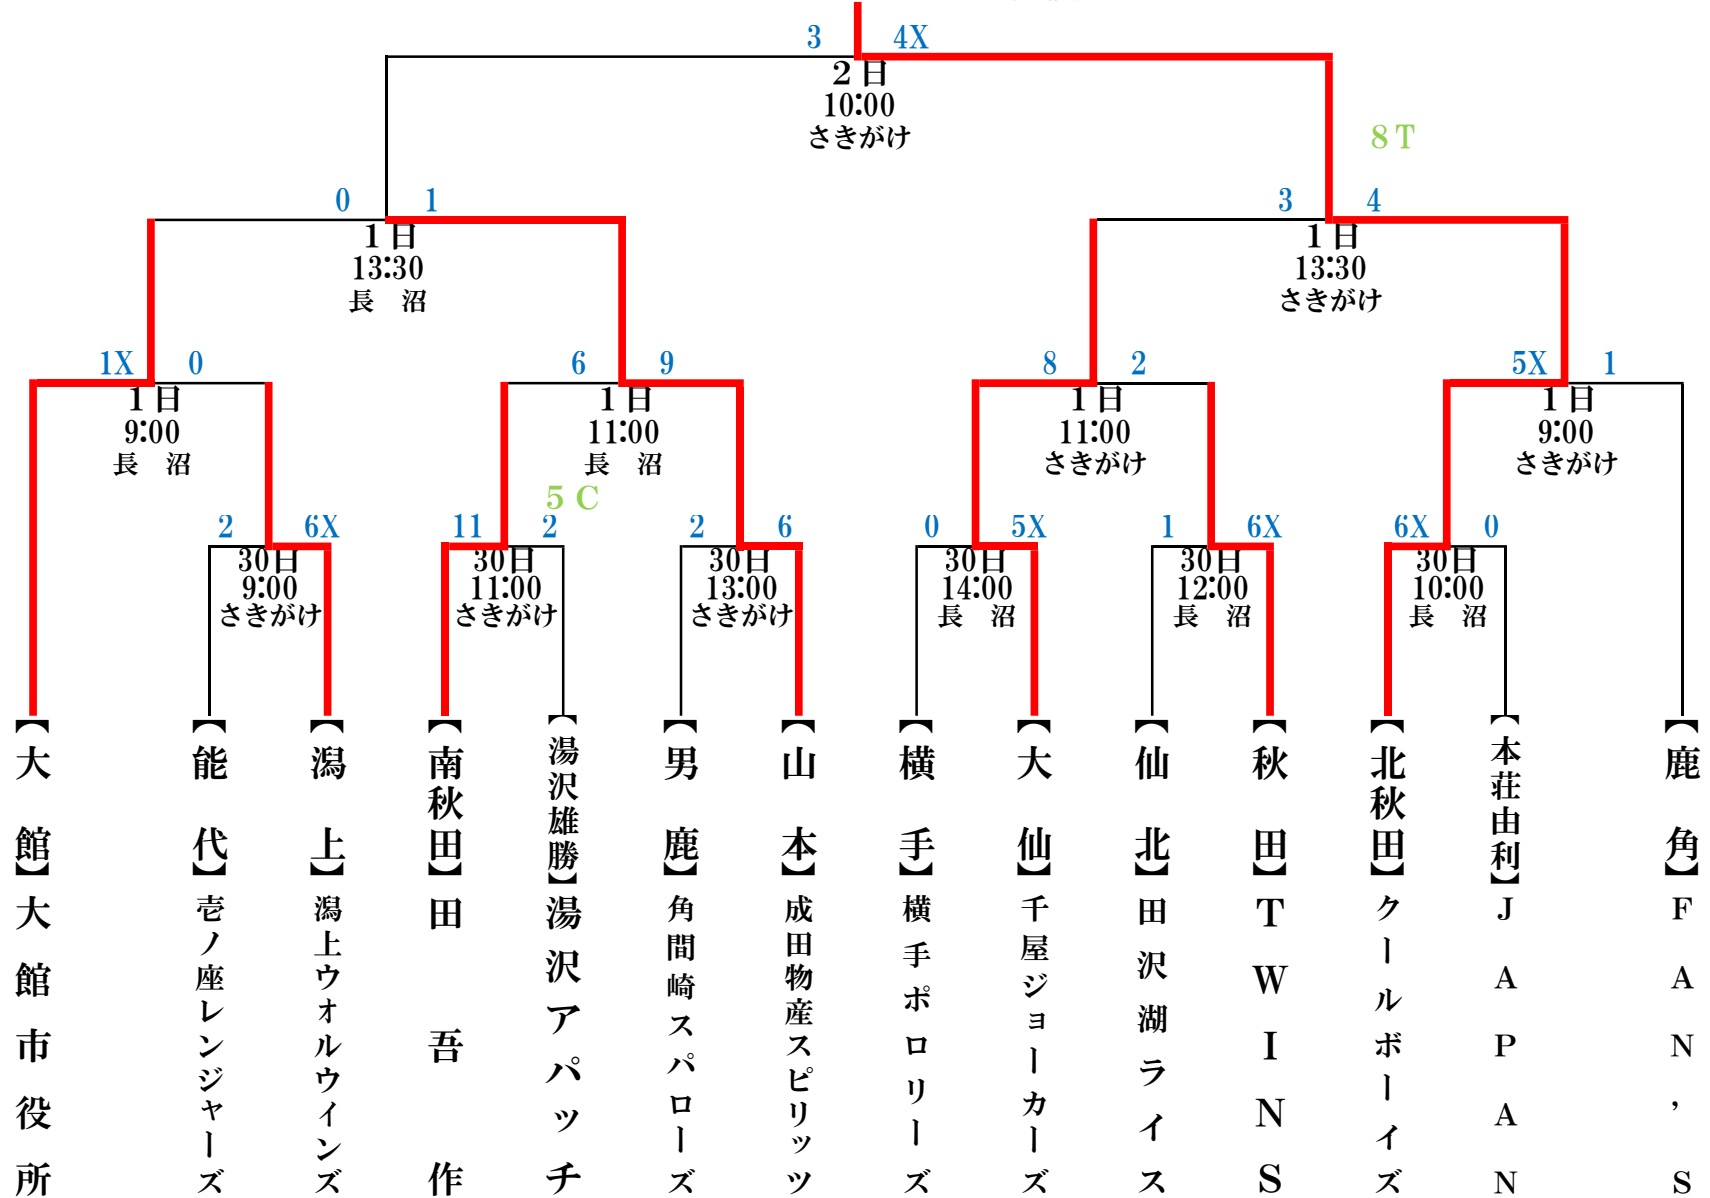 3 4X
2日
10:00
さきがけ
8T
0 1
1日
13:30
長 沼
3 4
1日
13:30
さきがけ
1X 0
1日
9:00
長 沼
6 9
1日
11:00
長 沼
8 2
1日
11:00
さきがけ
5X 1
1日
9:00
さきがけ
5C
2 6X
30日
9:00
さきがけ
11 2
30日
11:00
さきがけ
2 6
30日
13:00
さきがけ
0 5X
30日
14:00
長 沼
1 6X
30日
12:00
長 沼
6X 0
30日
10:00
長 沼
【大館】大館市役所
【能代】壱ノ座レンジャーズ
【潟上】潟上ウォルウィンズ
【南秋田】田吾作
【湯沢雄勝】湯沢アパッチ
【男鹿】角間崎スパローズ
【山本】成田物産スピリッツ
【横手】横手ポロリーズ
【大仙】千屋ジョーカーズ
【仙北】田沢湖ライス
【秋田】TWINS
【北秋田】クールボーイズ
【本荘由利】JAPAN
【鹿角】FAN’S